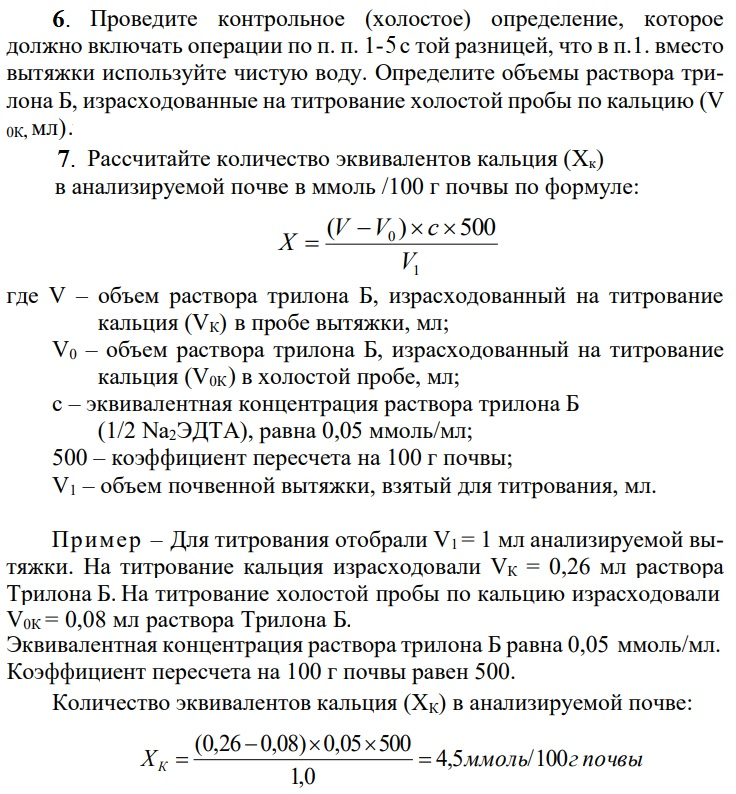 6. Проведите контрольное (холостое) определение, которое
должно включать операции по п. п. 1-5 с той разницей, что в п.1. вместо
вытяжки используйте чистую воду. Определите объемы раствора три-
лона Б, израсходованные на титрование холостой пробы по кальцию (V
0К, мл).
7. Рассчитайте количество эквивалентов кальция (Хк)
в анализируемой почве в ммоль /100 г почвы по формуле:
X = (V – V0) × c × 500 / V1
где V – объем раствора трилона Б, израсходованный на титрование
кальция (VК) в пробе вытяжки, мл;
V0 – объем раствора трилона Б, израсходованный на титрование
кальция (V0К) в холостой пробе, мл;
с – эквивалентная концентрация раствора трилона Б
(1/2 Na2ЭДТА), равна 0,05 ммоль/мл;
500 – коэффициент пересчета на 100 г почвы;
V1 – объем почвенной вытяжки, взятый для титрования, мл.
Пример – Для титрования отобрали V1 = 1 мл анализируемой вы-
тяжки. На титрование кальция израсходовали VК = 0,26 мл раствора
Трилона Б. На титрование холостой пробы по кальцию израсходовали
V0К = 0,08 мл раствора Трилона Б.
Эквивалентная концентрация раствора трилона Б равна 0,05 ммоль/мл.
Коэффициент пересчета на 100 г почвы равен 500.
Количество эквивалентов кальция (ХК) в анализируемой почве:
XК = (0,26 – 0,08) × 0,05 × 500 / 1,0 = 4,5 ммоль/100г почвы